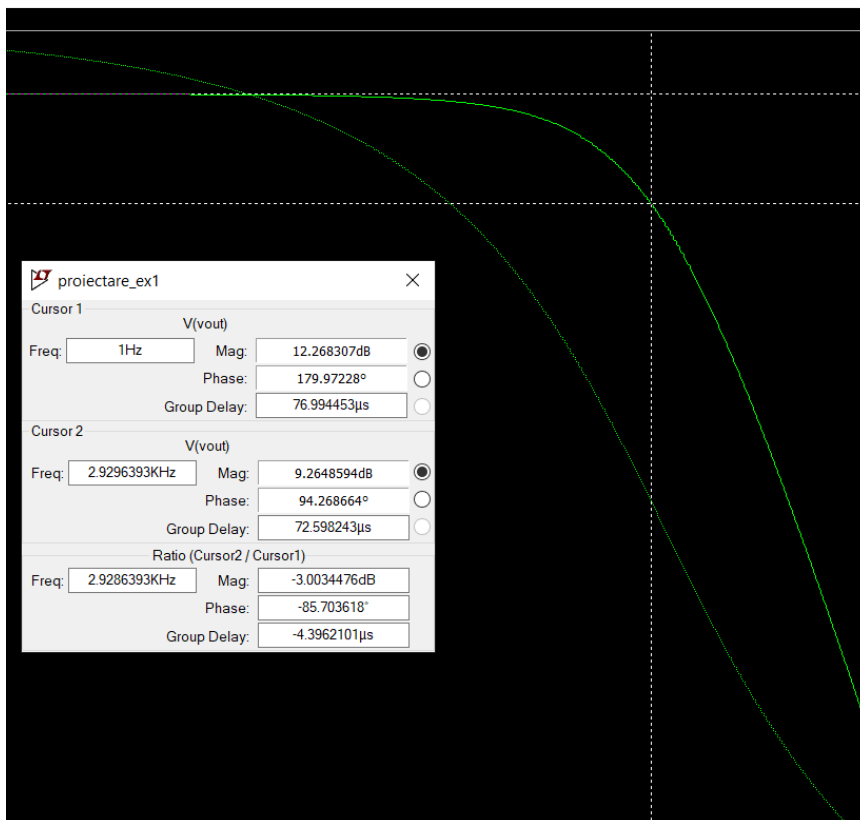 proiectare_ex1
Cursor 1
V(vout)
Freq: 1Hz Mag: 12.268307dB
Phase: 179.97228°
Group Delay: 76.994453µs
Cursor 2
V(vout)
Freq: 2.9296393KHz Mag: 9.2648594dB
Phase: 94.268664°
Group Delay: 72.598243µs
Ratio (Cursor2 / Cursor1)
Freq: 2.9286393KHz Mag: -3.0034476dB
Phase: -85.703618°
Group Delay: -4.3962101µs